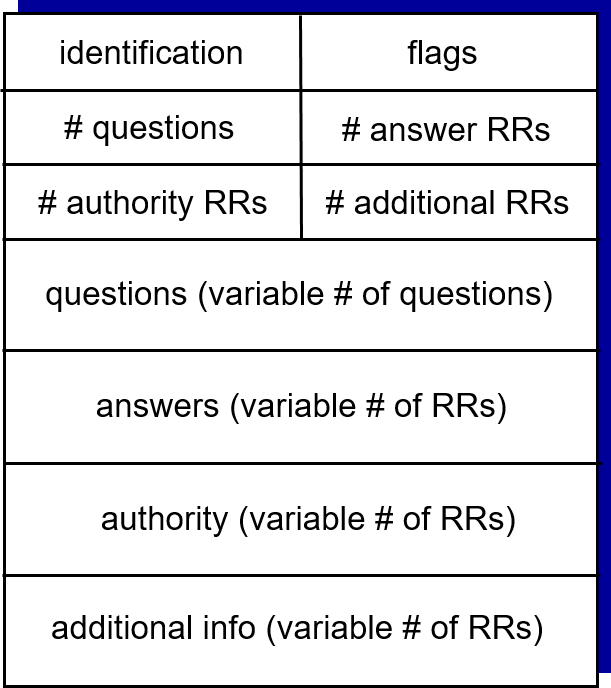 identification
flags
# questions
# answer RRs
# authority RRs
# additional RRs
questions (variable # of questions)
answers (variable # of RRs)
authority (variable # of RRs)
additional info (variable # of RRs)